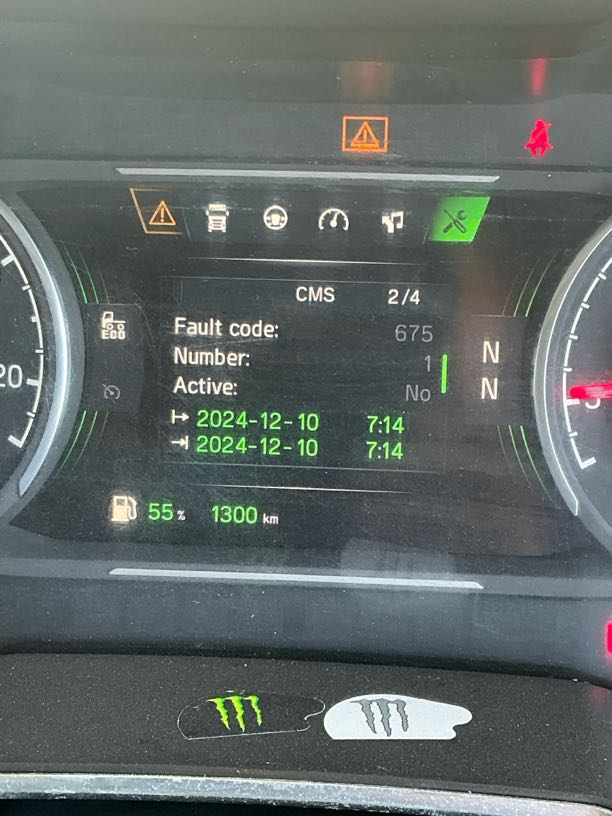 CMS 2/4
Fault code: 675
Number: 1
Active: No
2024-12-10 7:14
2024-12-10 7:14
ECO
20
N
N
5
55 % 1300 km